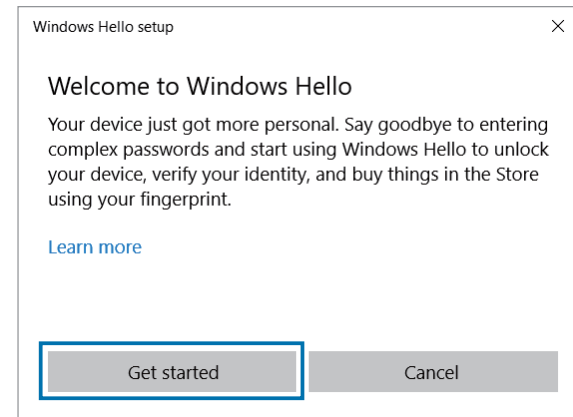 Windows Hello setup
Welcome to Windows Hello
Your device just got more personal. Say goodbye to entering
complex passwords and start using Windows Hello to unlock
your device, verify your identity, and buy things in the Store
using your fingerprint.
Learn more
Get started
Cancel